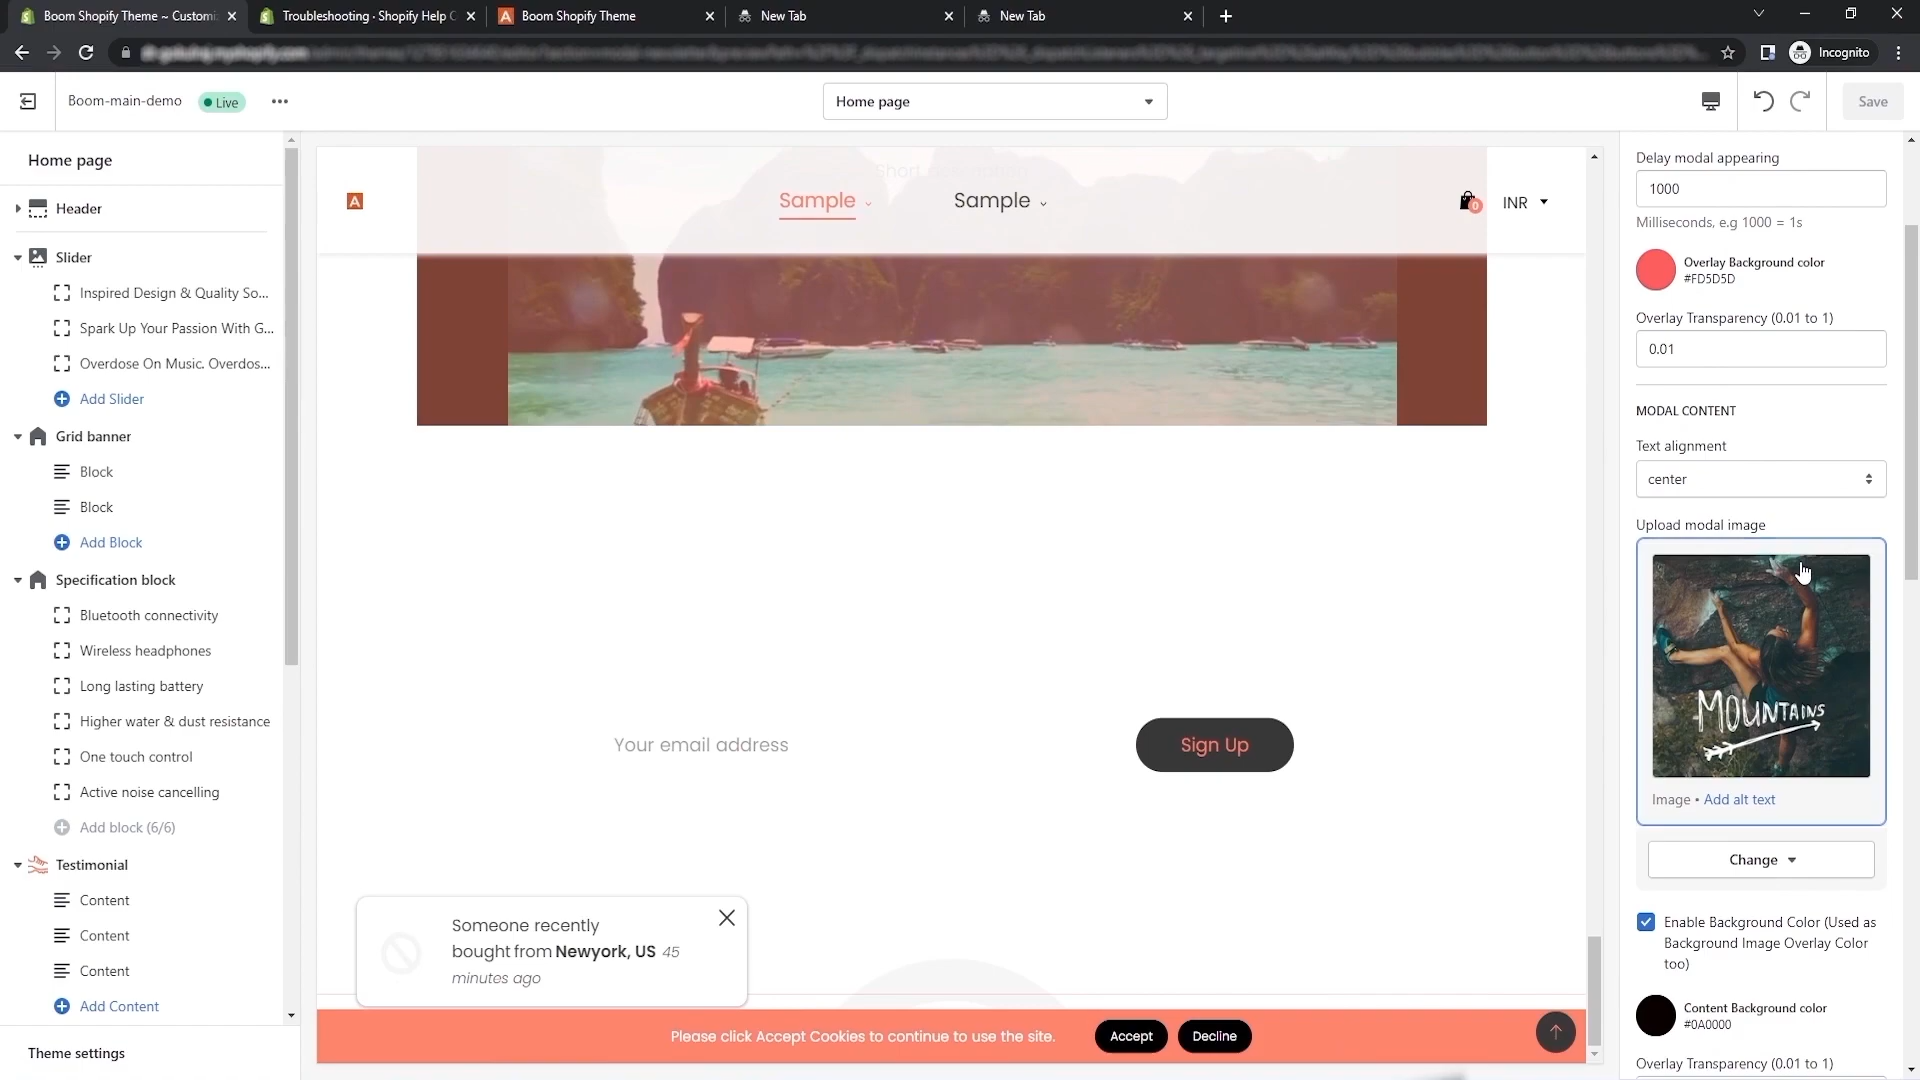 Boom Shopify Theme ~ Customi
Troubleshooting · Shopify Help C
Boom Shopify Theme
New Tab
New Tab
Incognito
Boom-main-demo
Live
Home page
Save
Home page
Header
Slider
Inspired Design & Quality So...
Spark Up Your Passion With G...
Overdose On Music. Overdos...
Add Slider
Grid banner
Block
Block
Add Block
Specification block
Bluetooth connectivity
Wireless headphones
Long lasting battery
Higher water & dust resistance
One touch control
Active noise cancelling
Add block (6/6)
Testimonial
Content
Content
Content
Add Content
Theme settings
A
Sample
Sample
0
INR
Your email address
Sign Up
Someone recently
bought from Newyork, US 45
minutes ago
Please click Accept Cookies to continue to use the site.
Accept
Decline
Delay modal appearing
1000
Milliseconds, e.g 1000 = 1s
Overlay Background color
#FD5D5D
Overlay Transparency (0.01 to 1)
0.01
MODAL CONTENT
Text alignment
center
Upload modal image
MOUNTAINS
Image • Add alt text
Change
Enable Background Color (Used as
Background Image Overlay Color
too)
Content Background color
#0A0000
Overlay Transparency (0.01 to 1)